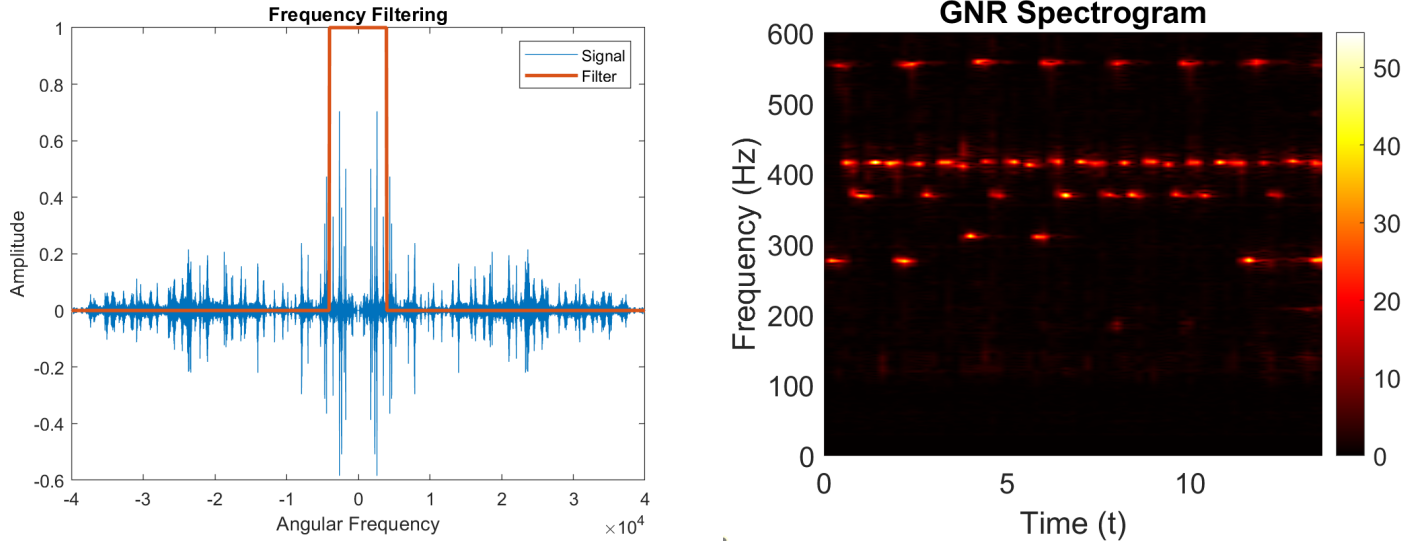 Frequency Filtering
1
0.8
0.6
0.4
0.2
0
-0.2
-0.4
-0.6
Amplitude
Signal
Filter
-4 -3 -2 -1 0 1 2 3 4
×10^4
Angular Frequency
GNR Spectrogram
600
500
400
300
200
100
0
Frequency (Hz)
0 5 10
Time (t)
50
40
30
20
10
0